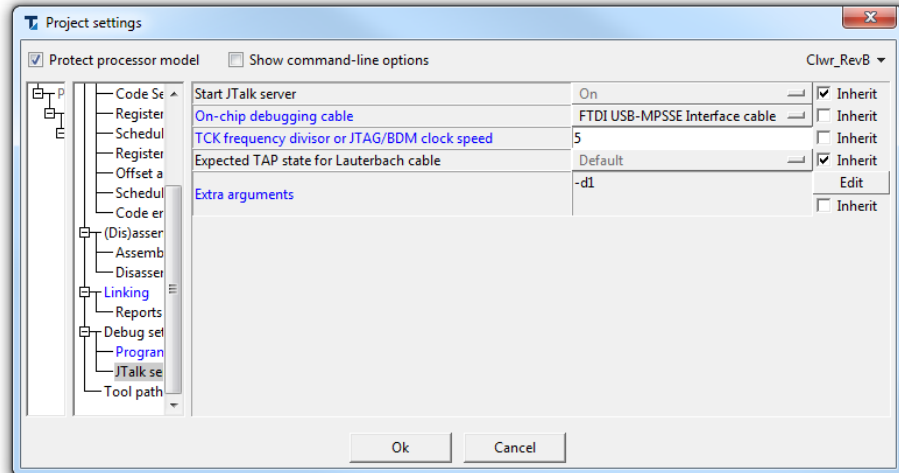 Project settings
Protect processor model Show command-line options Clwr_RevB
P
Code Se
Register
Schedul
Register
Offset a
Schedul
Code er
(Dis)asser
Assemb
Disasser
Linking
Reports
Debug set
Progran
JTalk se
Tool path
Start JTalk server On Inherit
On-chip debugging cable FTDI USB-MPSSE Interface cable Inherit
TCK frequency divisor or JTAG/BDM clock speed 5 Inherit
Expected TAP state for Lauterbach cable Default Inherit
Extra arguments -d1 Edit
Inherit
Ok Cancel